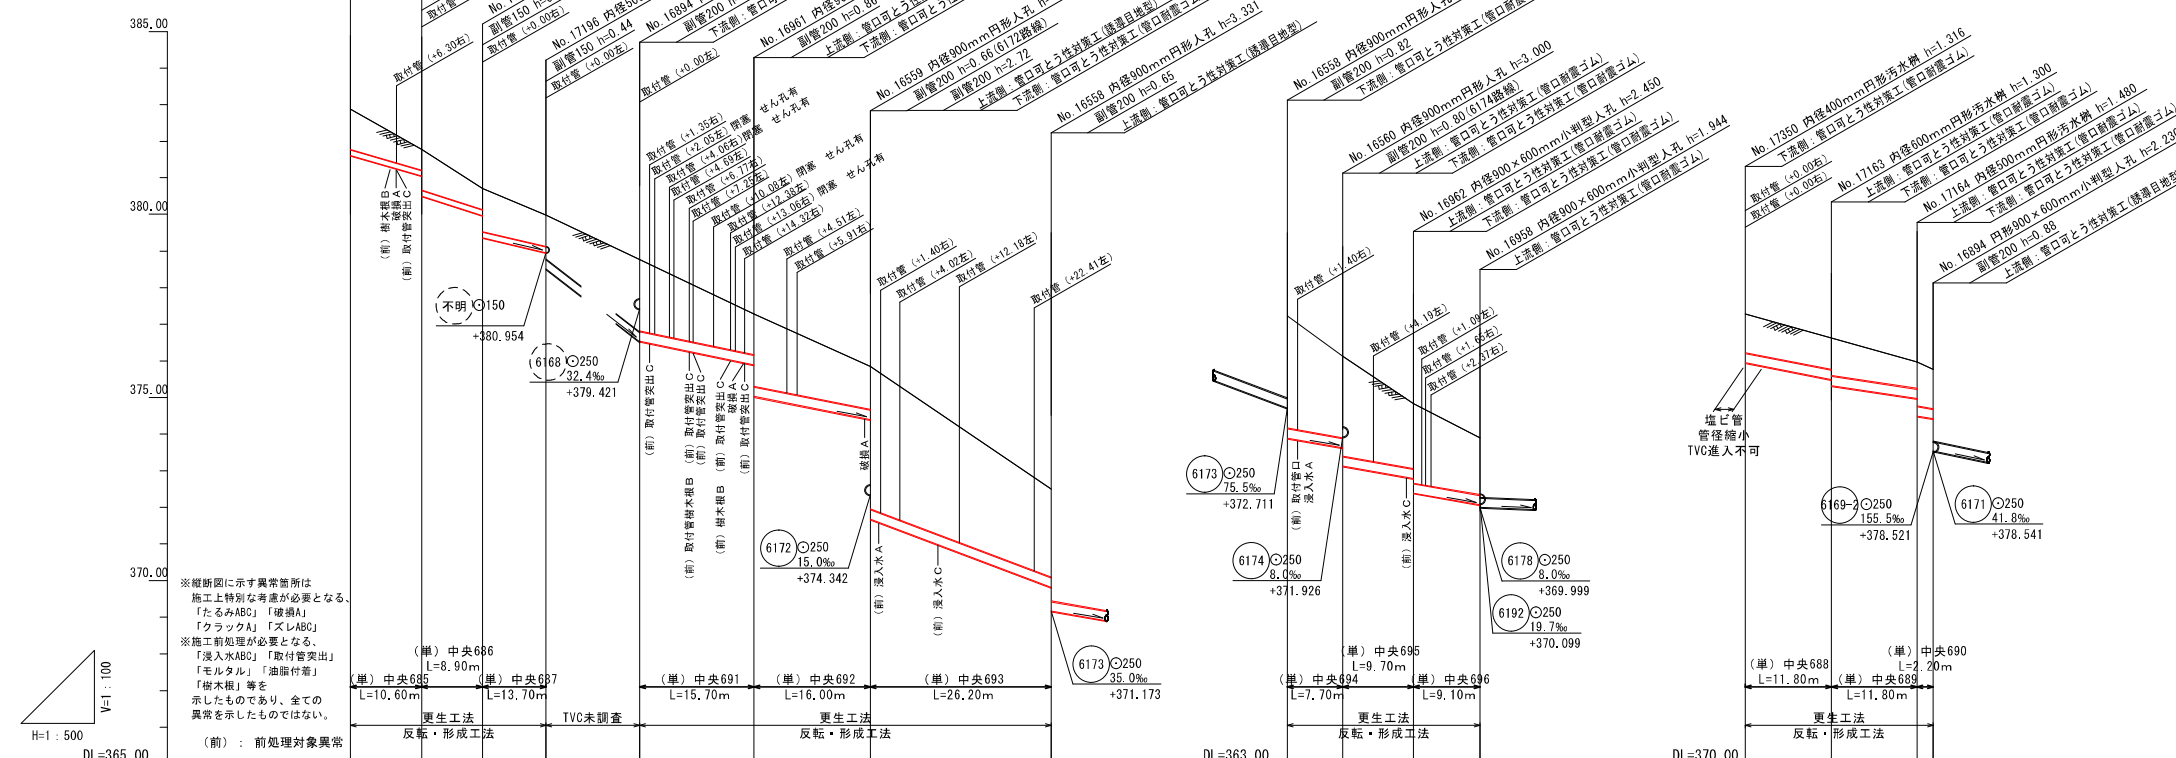 385.00
380.00
375.00
370.00
DL=365.00
V=1：100
H=1：500
※縦断図に示す異常箇所は
施工上特別な考慮が必要となる、
「たるみABC」「破損A」
「クラックA」「ズレABC」
※施工前処理が必要となる、
「浸入水ABC」「取付管突出」
「モルタル」「油脂付着」
「樹木根」等を
示したものであり、全ての
異常を示したものではない。
（前）：前処理対象異常
取付管（+6.30右）
副管150
取付管（+0.00右）
No.17196
副管150 h=0.44
取付管（+0.00左）
No.16894
副管200
取付管（+0.00左）
No.16961
副管200
上流側：管口可とう性対策工(誘導目地型)
No.16559 内径900mm円形人孔
副管200 h=0.66(6172路線)
副管200 h=2.72
上流側：管口可とう性対策工(誘導目地型)
下流側：管口可とう性対策工(管口耐震ゴム)
No.16558 内径900mm円形人孔 h=3.331
副管200 h=0.65
上流側：管口可とう性対策工(誘導目地型)
（前）樹木根B
破損A
（前）取付管突出C
不明 150
+380.954
6168 250
32.4‰
+379.421
取付管（+1.35右）
取付管（+2.05左）閉塞 せん孔有
取付管（+4.06右）閉塞 せん孔有
取付管（+4.69左）
取付管（+6.77右）
取付管（+7.25左）
取付管（+10.08左）閉塞 せん孔有
取付管（+12.38左）
取付管（+13.06右）閉塞 せん孔有
取付管（+14.32右）
取付管（+4.51左）
取付管（+5.91右）
取付管（+1.40右）
取付管（+4.02左）
取付管（+12.18左）
取付管（+22.41左）
（前）取付管突出C
（前）取付管樹木根B
（前）取付管突出C
（前）取付管突出C
（前）樹木根B
（前）取付管突出C
破損A
（前）取付管突出C
破損A
6172 250
15.0‰
+374.342
（前）浸入水A
（前）浸入水C
6173 250
35.0‰
+371.173
（単）中央685
L=10.60m
（単）中央686
L=8.90m
（単）中央687
L=13.70m
（単）中央691
L=15.70m
（単）中央692
L=16.00m
（単）中央693
L=26.20m
更生工法
反転・形成工法
TVC未調査
更生工法
反転・形成工法
No.16558 内径900mm円形人孔
副管200 h=0.82
下流側：管口可とう性対策工
No.16560 内径900mm円形人孔 h=3.000
副管200 h=0.80(6174路線)
上流側：管口可とう性対策工(管口耐震ゴム)
下流側：管口可とう性対策工(管口耐震ゴム)
No.16962 内径900×600mm小判型人孔 h=2.450
上流側：管口可とう性対策工(管口耐震ゴム)
下流側：管口可とう性対策工(管口耐震ゴム)
No.16958 内径900×600mm小判型人孔 h=1.944
上流側：管口可とう性対策工(管口耐震ゴム)
取付管（+1.40右）
取付管（+4.19左）
取付管（+1.09左）
取付管（+1.65右）
取付管（+2.37右）
6173 250
75.5‰
+372.711
（前）取付管口
浸入水A
（前）浸入水C
6174 250
8.0‰
+371.926
6178 250
8.0‰
+369.999
6192 250
19.7‰
+370.099
（単）中央694
L=7.70m
（単）中央695
L=9.70m
（単）中央696
L=9.10m
更生工法
反転・形成工法
DL=363.00
No.17350 内径400mm円形汚水桝 h=1.316
下流側：管口可とう性対策工(管口耐震ゴム)
取付管（+0.00右）
取付管（+0.00右）
No.17163 内径600mm円形汚水桝 h=1.300
上流側：管口可とう性対策工(管口耐震ゴム)
下流側：管口可とう性対策工(管口耐震ゴム)
No.17164 内径500mm円形汚水桝 h=1.480
上流側：管口可とう性対策工(管口耐震ゴム)
下流側：管口可とう性対策工(管口耐震ゴム)
No.16894 円形900×600mm小判型人孔
副管200 h=0.88
上流側：管口可とう性対策工(誘導目地型
塩ビ管
管径縮小
TVC進入不可
6169-2 250
155.5‰
+378.521
6171 250
41.8‰
+378.541
（単）中央688
L=11.80m
（単）中央689
L=11.80m
（単）中央690
L=2.20m
更生工法
反転・形成工法
DL=370.00